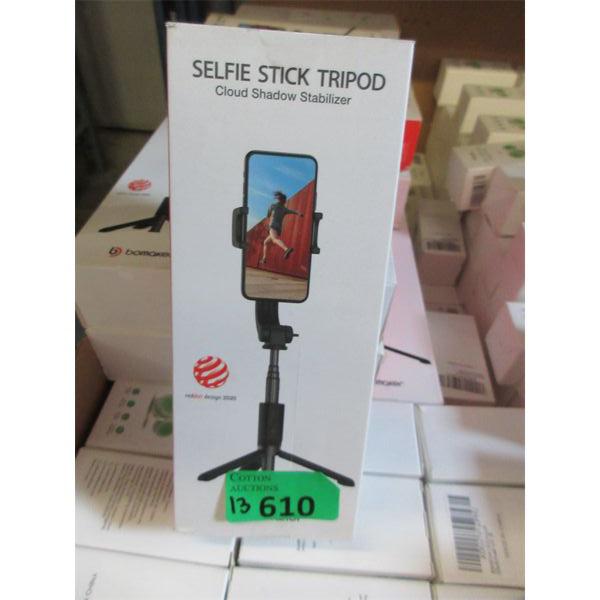 SELFIE STICK TRIPOD
Cloud Shadow Stabilizer
bomaker
reddot design 2020
COTTON
AUCTIONS
13 610